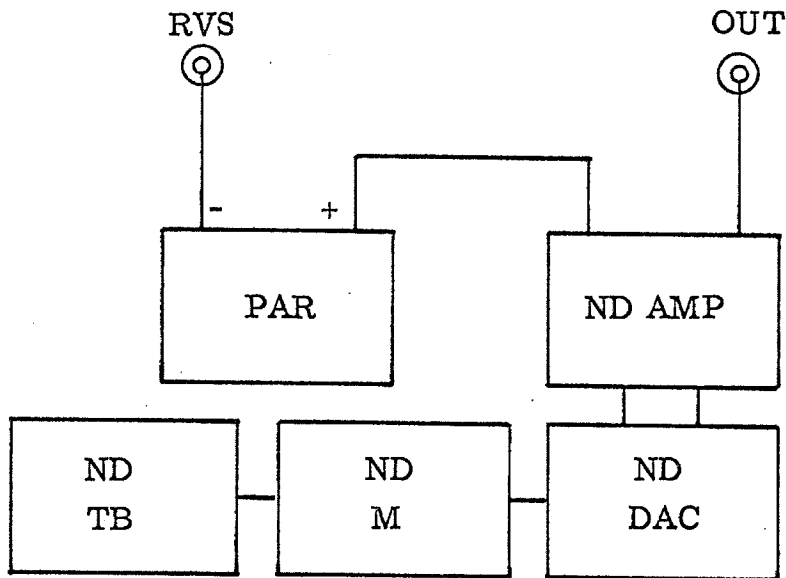 RVS
OUT
- +
PAR
ND AMP
ND
TB
ND
M
ND
DAC